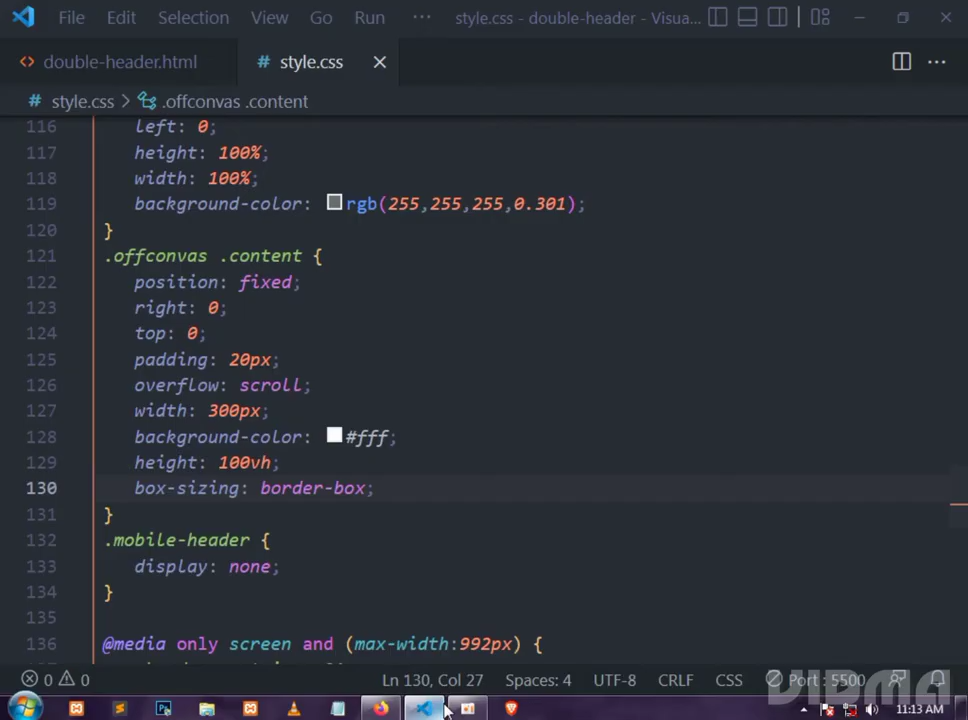 File Edit Selection View Go Run ··· style.css - double-header - Visua...
<> double-header.html # style.css ×
# style.css > .offconvas .content
116 left: 0;
117 height: 100%;
118 width: 100%;
119 background-color: rgb(255,255,255,0.301);
120 }
121 .offconvas .content {
122 position: fixed;
123 right: 0;
124 top: 0;
125 padding: 20px;
126 overflow: scroll;
127 width: 300px;
128 background-color: #fff;
129 height: 100vh;
130 box-sizing: border-box;
131 }
132 .mobile-header {
133 display: none;
134 }
135
136 @media only screen and (max-width:992px) {
0 0 Ln 130, Col 27 Spaces: 4 UTF-8 CRLF CSS Port : 5500
11:13 AM